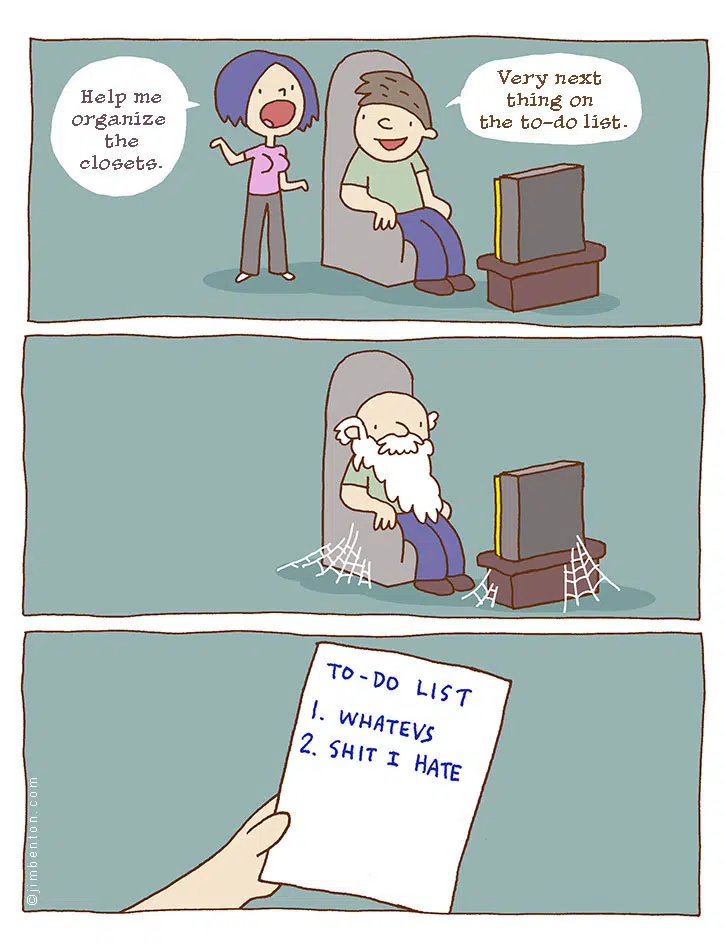 Help me
organize
the
closets.
Very next
thing on
the to-do list.
TO-DO LIST
1. WHATEVS
2. SHIT I HATE
©jimbenton.com